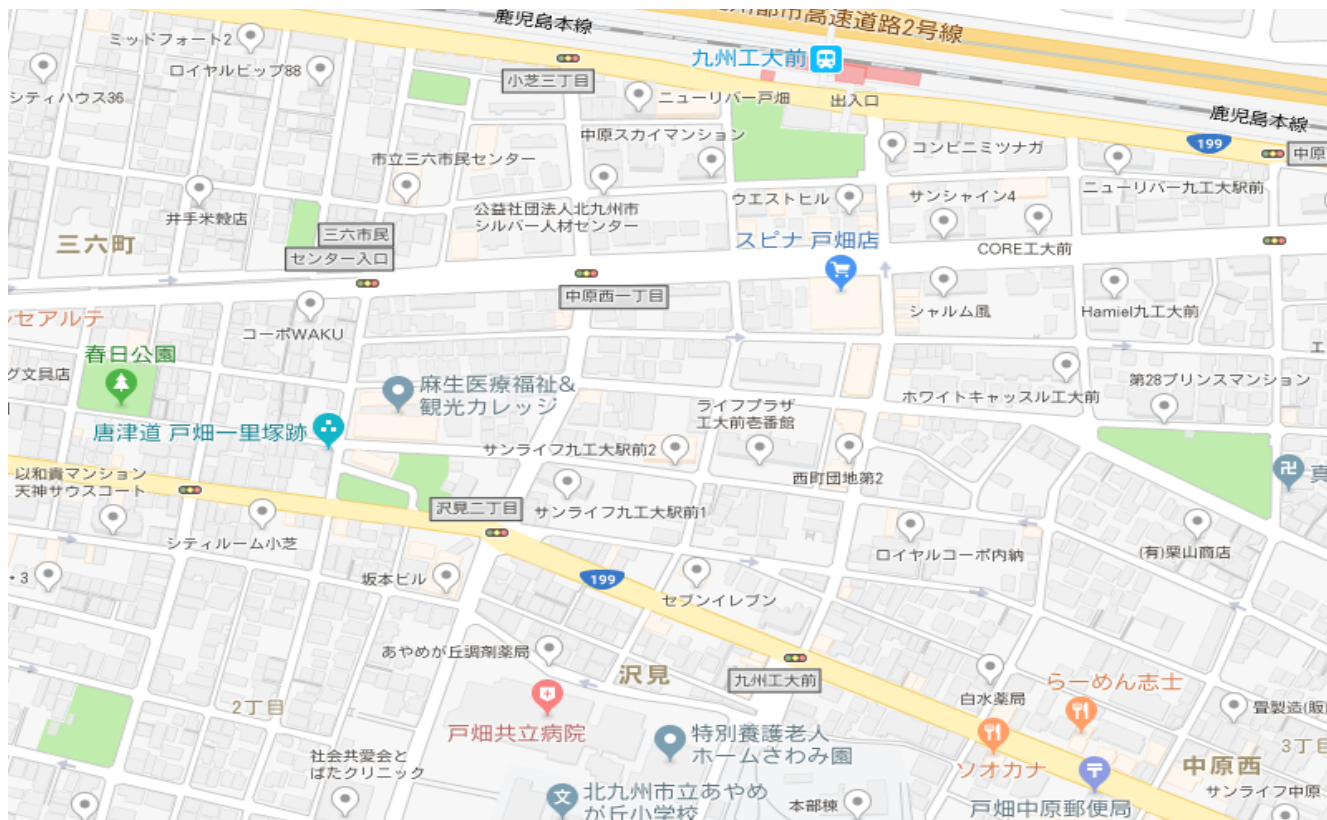 鹿児島本線
州都市高速道路2号線
ミッドフォート2
九州工大前
ロイヤルビップ88
小芝三丁目
シティハウス36
ニューリバー戸畑
出入口
鹿児島本線
中原スカイマンション
199
コンビニミツナガ
中原
市立三六市民センター
ニューリバー九工大駅前
ウエストヒル
サンシャイン4
井手米穀店
公益社団法人北九州市
シルバー人材センター
三六町
三六市民
センター入口
スピナ 戸畑店
CORE工大前
中原西一丁目
シャルム風
Hamiel九工大前
セアルテ
コーポWAKU
春日公園
グ文具店
エ
麻生医療福祉&
観光カレッジ
第28プリンスマンション
ホワイトキャッスル工大前
ライフプラザ
工大前壱番館
唐津道 戸畑一里塚跡
サンライフ九工大駅前2
西町団地第2
真
以和貴マンション
天神サウスコート
沢見二丁目
サンライフ九工大駅前1
シティルーム小芝
ロイヤルコーポ内納
(有)栗山商店
・3
坂本ビル
199
セブンイレブン
あやめが丘調剤薬局
沢見
九州工大前
白水薬局
らーめん志士
2丁目
戸畑共立病院
特別養護老人
ホームさわみ園
畳製造(販)
3丁目
社会共愛会と
ばたクリニック
ソオカナ
中原西
北九州市立あやめ
が丘小学校
本部棟
戸畑中原郵便局
サンライフ中原